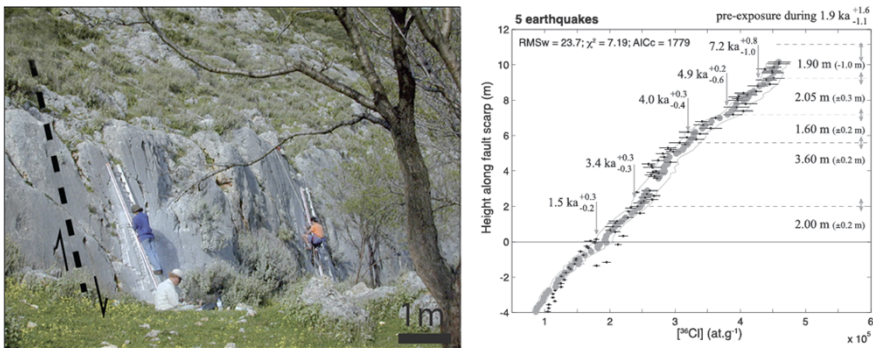 1m
5 earthquakes
pre-exposure during 1.9 ka +1.6 -1.1
RMSw = 23.7; χ² = 7.19; AICc = 1779
7.2 ka +0.8 -1.0
4.9 ka +0.2 -0.6
4.0 ka +0.3 -0.4
3.4 ka +0.3 -0.3
1.5 ka +0.3 -0.2
1.90 m (-1.0 m)
2.05 m (±0.3 m)
1.60 m (±0.2 m)
3.60 m (±0.2 m)
2.00 m (±0.2 m)
Height along fault scarp (m)
12
10
8
6
4
2
0
-2
-4
1 2 3 4 5 6
x 10⁵
[³⁶Cl] (at.g⁻¹)